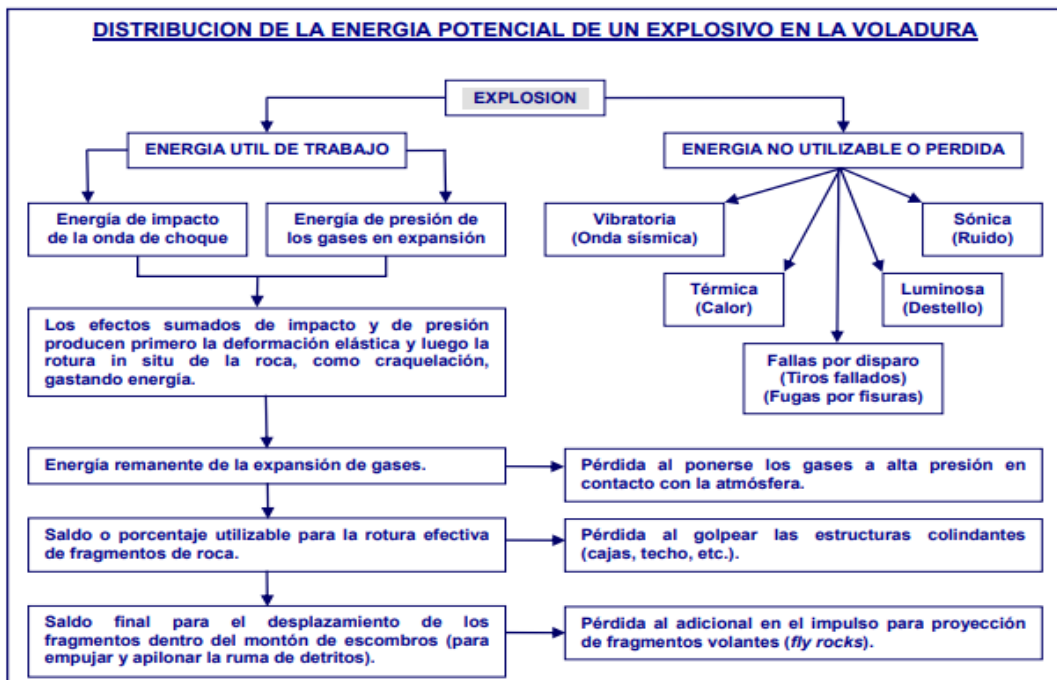 DISTRIBUCION DE LA ENERGIA POTENCIAL DE UN EXPLOSIVO EN LA VOLADURA
EXPLOSION
ENERGIA UTIL DE TRABAJO
ENERGIA NO UTILIZABLE O PERDIDA
Energía de impacto
de la onda de choque
Energía de presión de
los gases en expansión
Vibratoria
(Onda sísmica)
Sónica
(Ruido)
Térmica
(Calor)
Luminosa
(Destello)
Fallas por disparo
(Tiros fallados)
(Fugas por fisuras)
Los efectos sumados de impacto y de presión
producen primero la deformación elástica y luego la
rotura in situ de la roca, como craquelación,
gastando energía.
Energía remanente de la expansión de gases.
Pérdida al ponerse los gases a alta presión en
contacto con la atmósfera.
Saldo o porcentaje utilizable para la rotura efectiva
de fragmentos de roca.
Pérdida al golpear las estructuras colindantes
(cajas, techo, etc.).
Saldo final para el desplazamiento de los
fragmentos dentro del montón de escombros (para
empujar y apilonar la ruma de detritos).
Pérdida al adicional en el impulso para proyección
de fragmentos volantes (fly rocks).